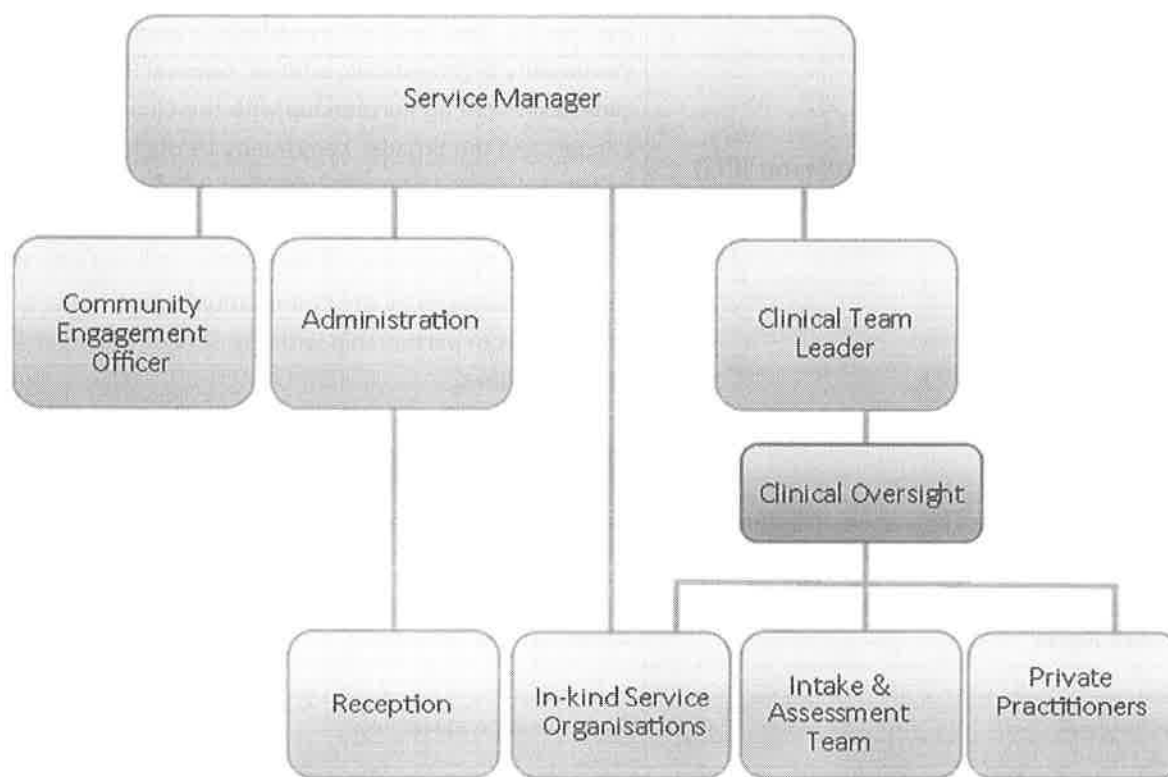 Service Manager
Community
Engagement
Officer
Administration
Clinical Team
Leader
Clinical Oversight
Reception
In-kind Service
Organisations
Intake &
Assessment
Team
Private
Practitioners